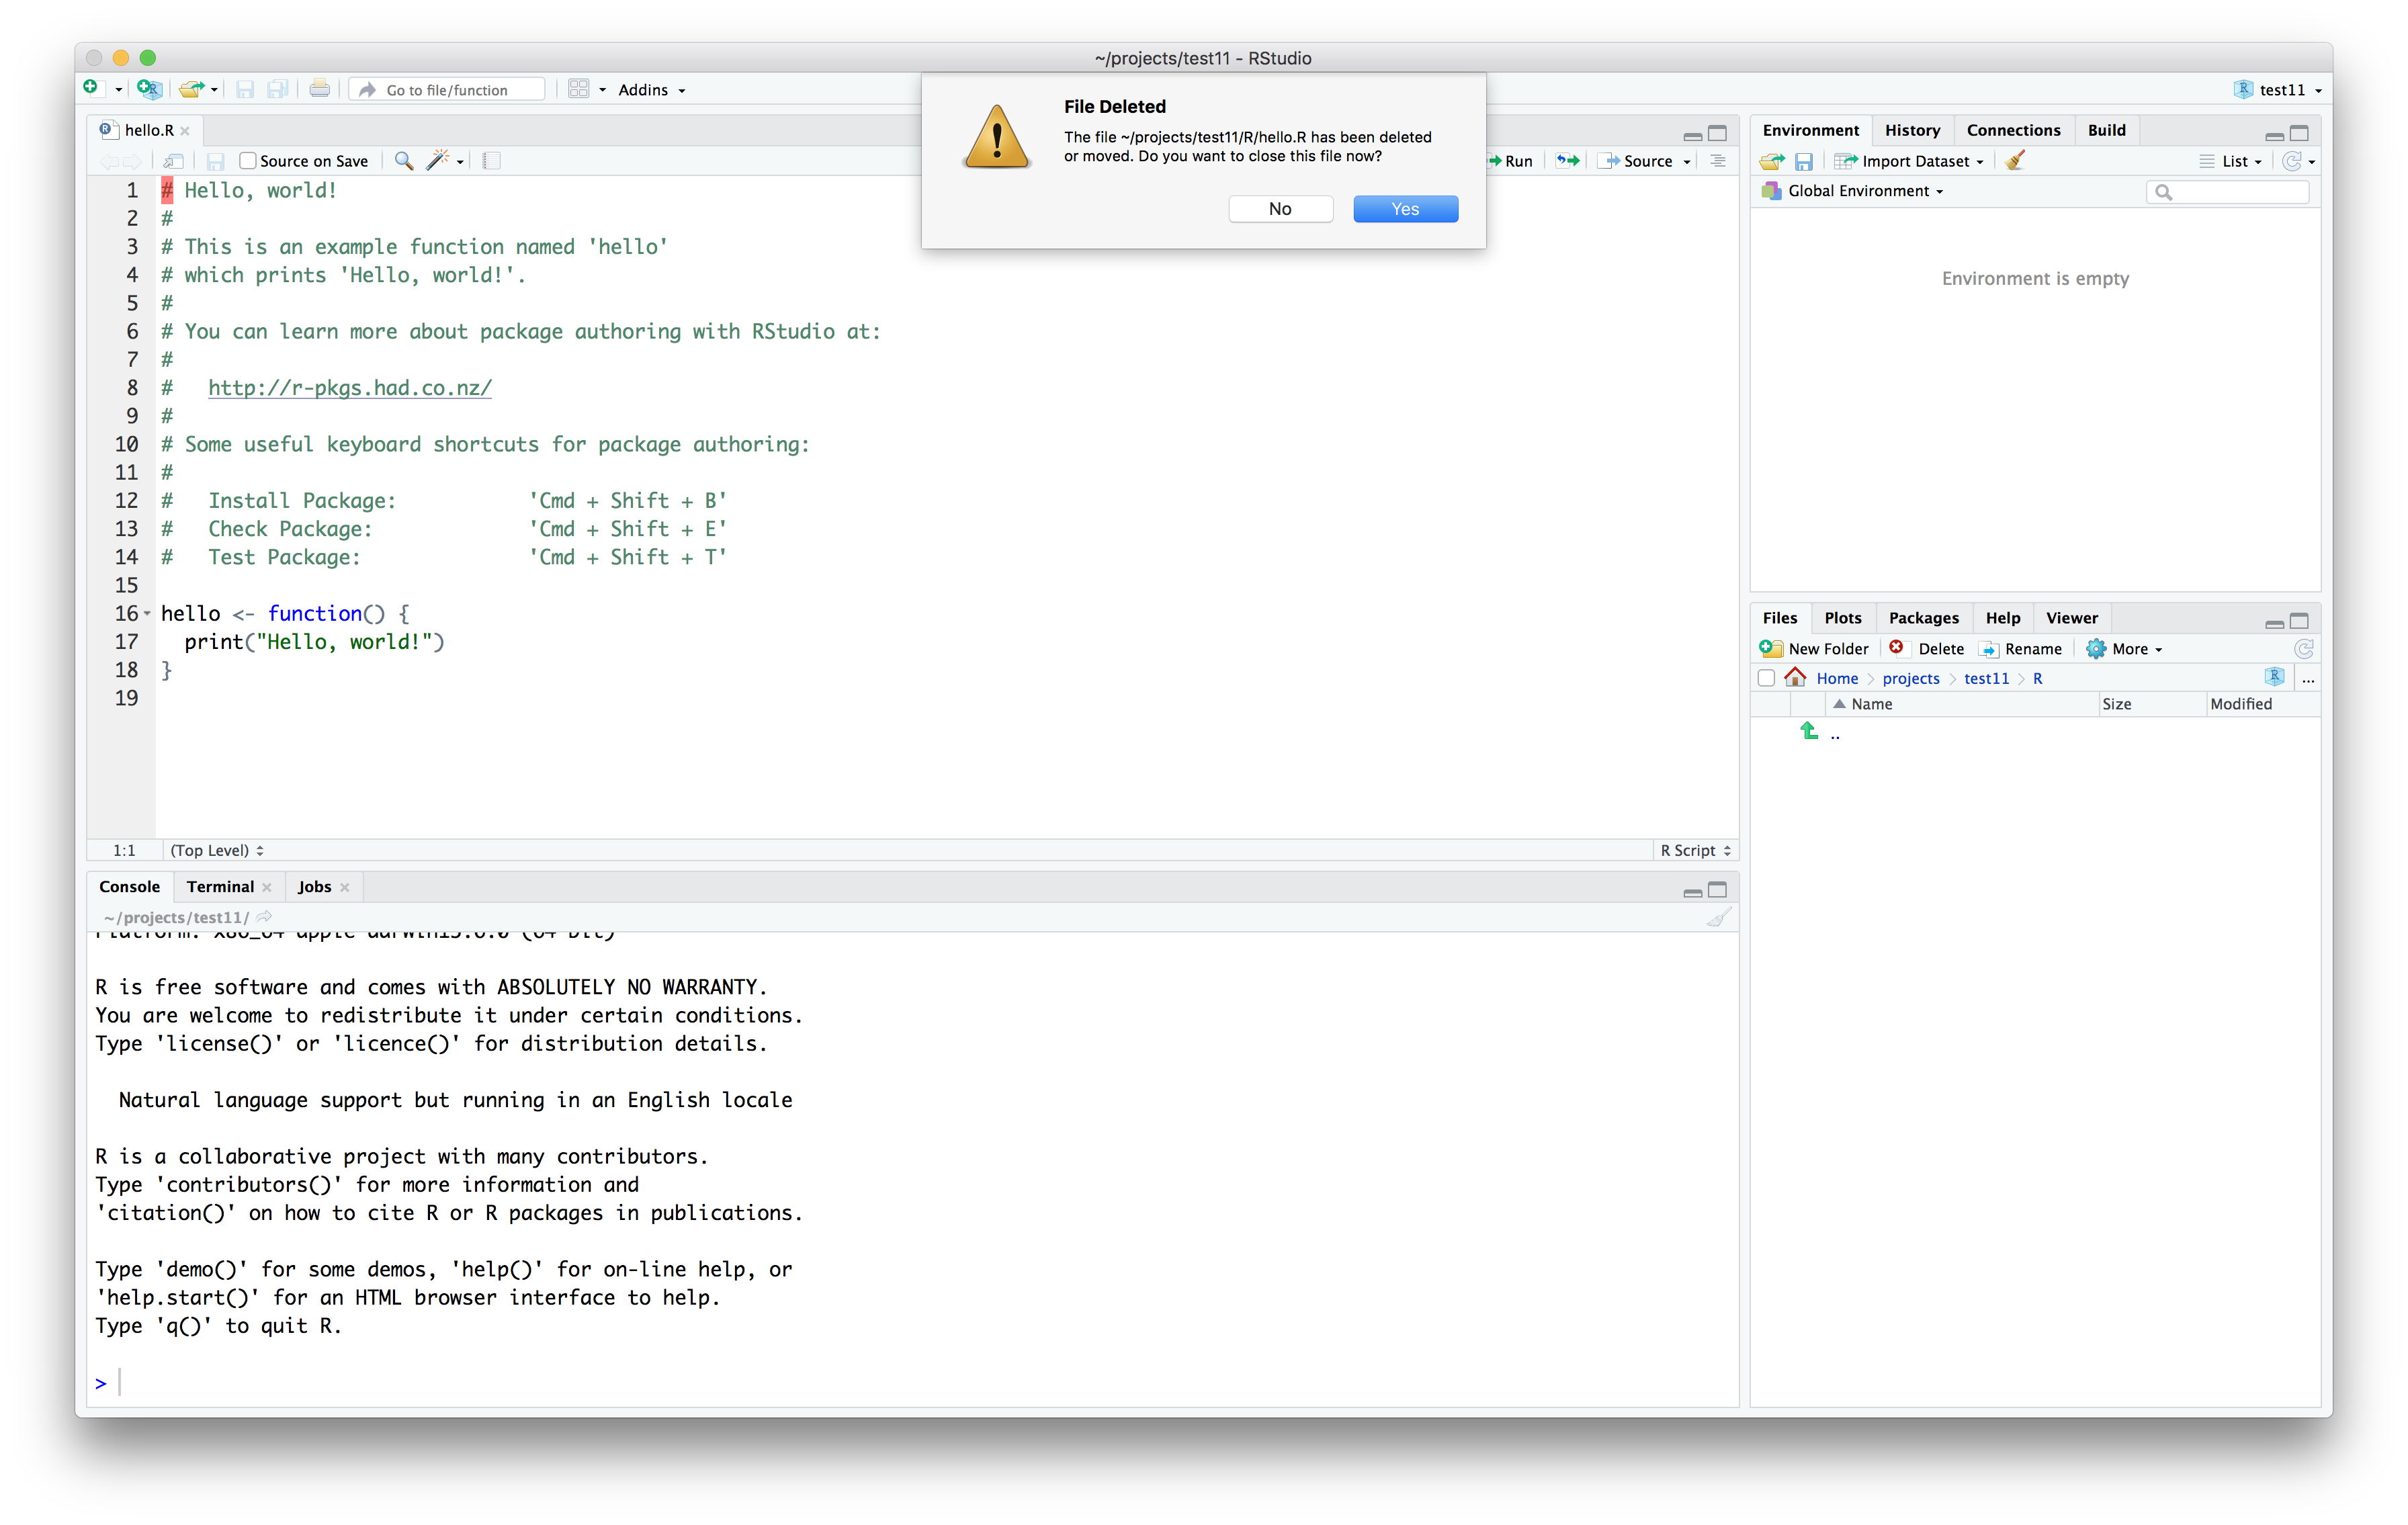 ~/projects/test11 - RStudio
Go to file/function
Addins
test11
File Deleted
The file ~/projects/test11/R/hello.R has been deleted
or moved. Do you want to close this file now?
No Yes
hello.R
Source on Save
Run Source
1 # Hello, world!
2 #
3 # This is an example function named 'hello'
4 # which prints 'Hello, world!'.
5 #
6 # You can learn more about package authoring with RStudio at:
7 #
8 #   http://r-pkgs.had.co.nz/
9 #
10 # Some useful keyboard shortcuts for package authoring:
11 #
12 #   Install Package:           'Cmd + Shift + B'
13 #   Check Package:             'Cmd + Shift + E'
14 #   Test Package:              'Cmd + Shift + T'
15
16 hello <- function() {
17   print("Hello, world!")
18 }
19
1:1 (Top Level) R Script
Console Terminal Jobs
~/projects/test11/
Platform: x86_64-apple-darwin15.6.0 (64-bit)
R is free software and comes with ABSOLUTELY NO WARRANTY.
You are welcome to redistribute it under certain conditions.
Type 'license()' or 'licence()' for distribution details.
Natural language support but running in an English locale
R is a collaborative project with many contributors.
Type 'contributors()' for more information and
'citation()' on how to cite R or R packages in publications.
Type 'demo()' for some demos, 'help()' for on-line help, or
'help.start()' for an HTML browser interface to help.
Type 'q()' to quit R.
>
Environment History Connections Build
Import Dataset List
Global Environment
Environment is empty
Files Plots Packages Help Viewer
New Folder Delete Rename More
Home projects test11 R ...
Name Size Modified
..